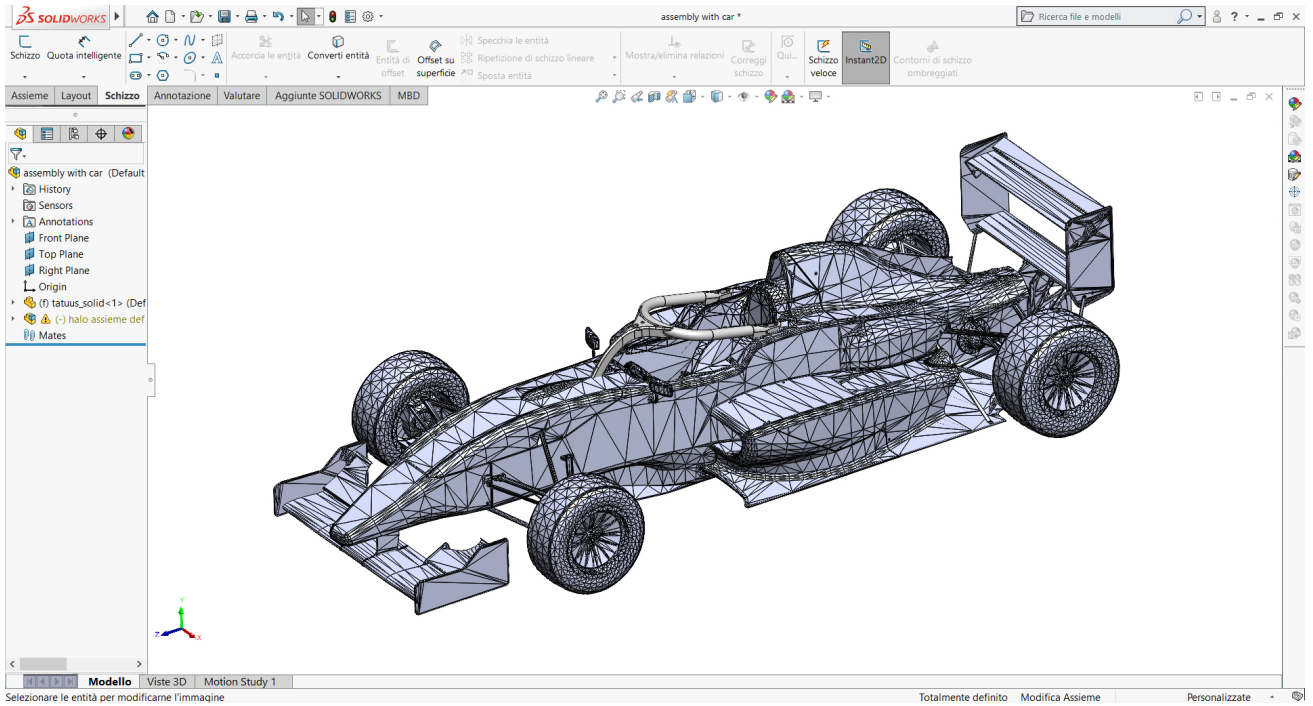 SOLIDWORKS
assembly with car *
Ricerca file e modelli
?
Schizzo
Quota intelligente
Accorcia le entità
Converti entità
Entità di offset
Offset su superficie
Specchia le entità
Ripetizione di schizzo lineare
Sposta entità
Mostra/elimina relazioni
Correggi schizzo
Qui...
Schizzo veloce
Instant2D
Contorni di schizzo ombreggiati
Assieme
Layout
Schizzo
Annotazione
Valutare
Aggiunte SOLIDWORKS
MBD
assembly with car (Default
History
Sensors
Annotations
Front Plane
Top Plane
Right Plane
Origin
(f) tatuus_solid<1> (Def
(-) halo assieme def
Mates
Y
Z
X
Modello
Viste 3D
Motion Study 1
Selezionare le entità per modificarne l'immagine
Totalmente definito
Modifica Assieme
Personalizzate